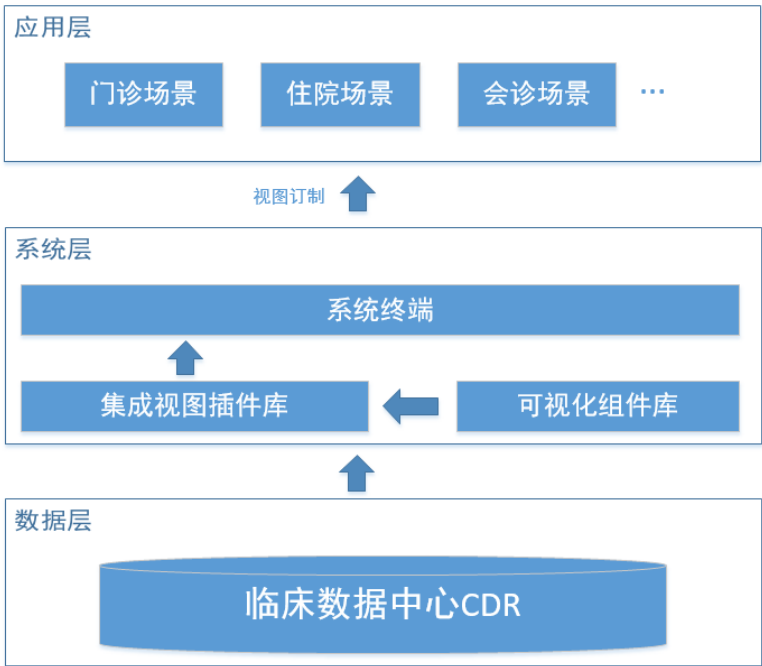 应用层
门诊场景
住院场景
会诊场景
...
视图订制
系统层
系统终端
集成视图插件库
可视化组件库
数据层
临床数据中心CDR